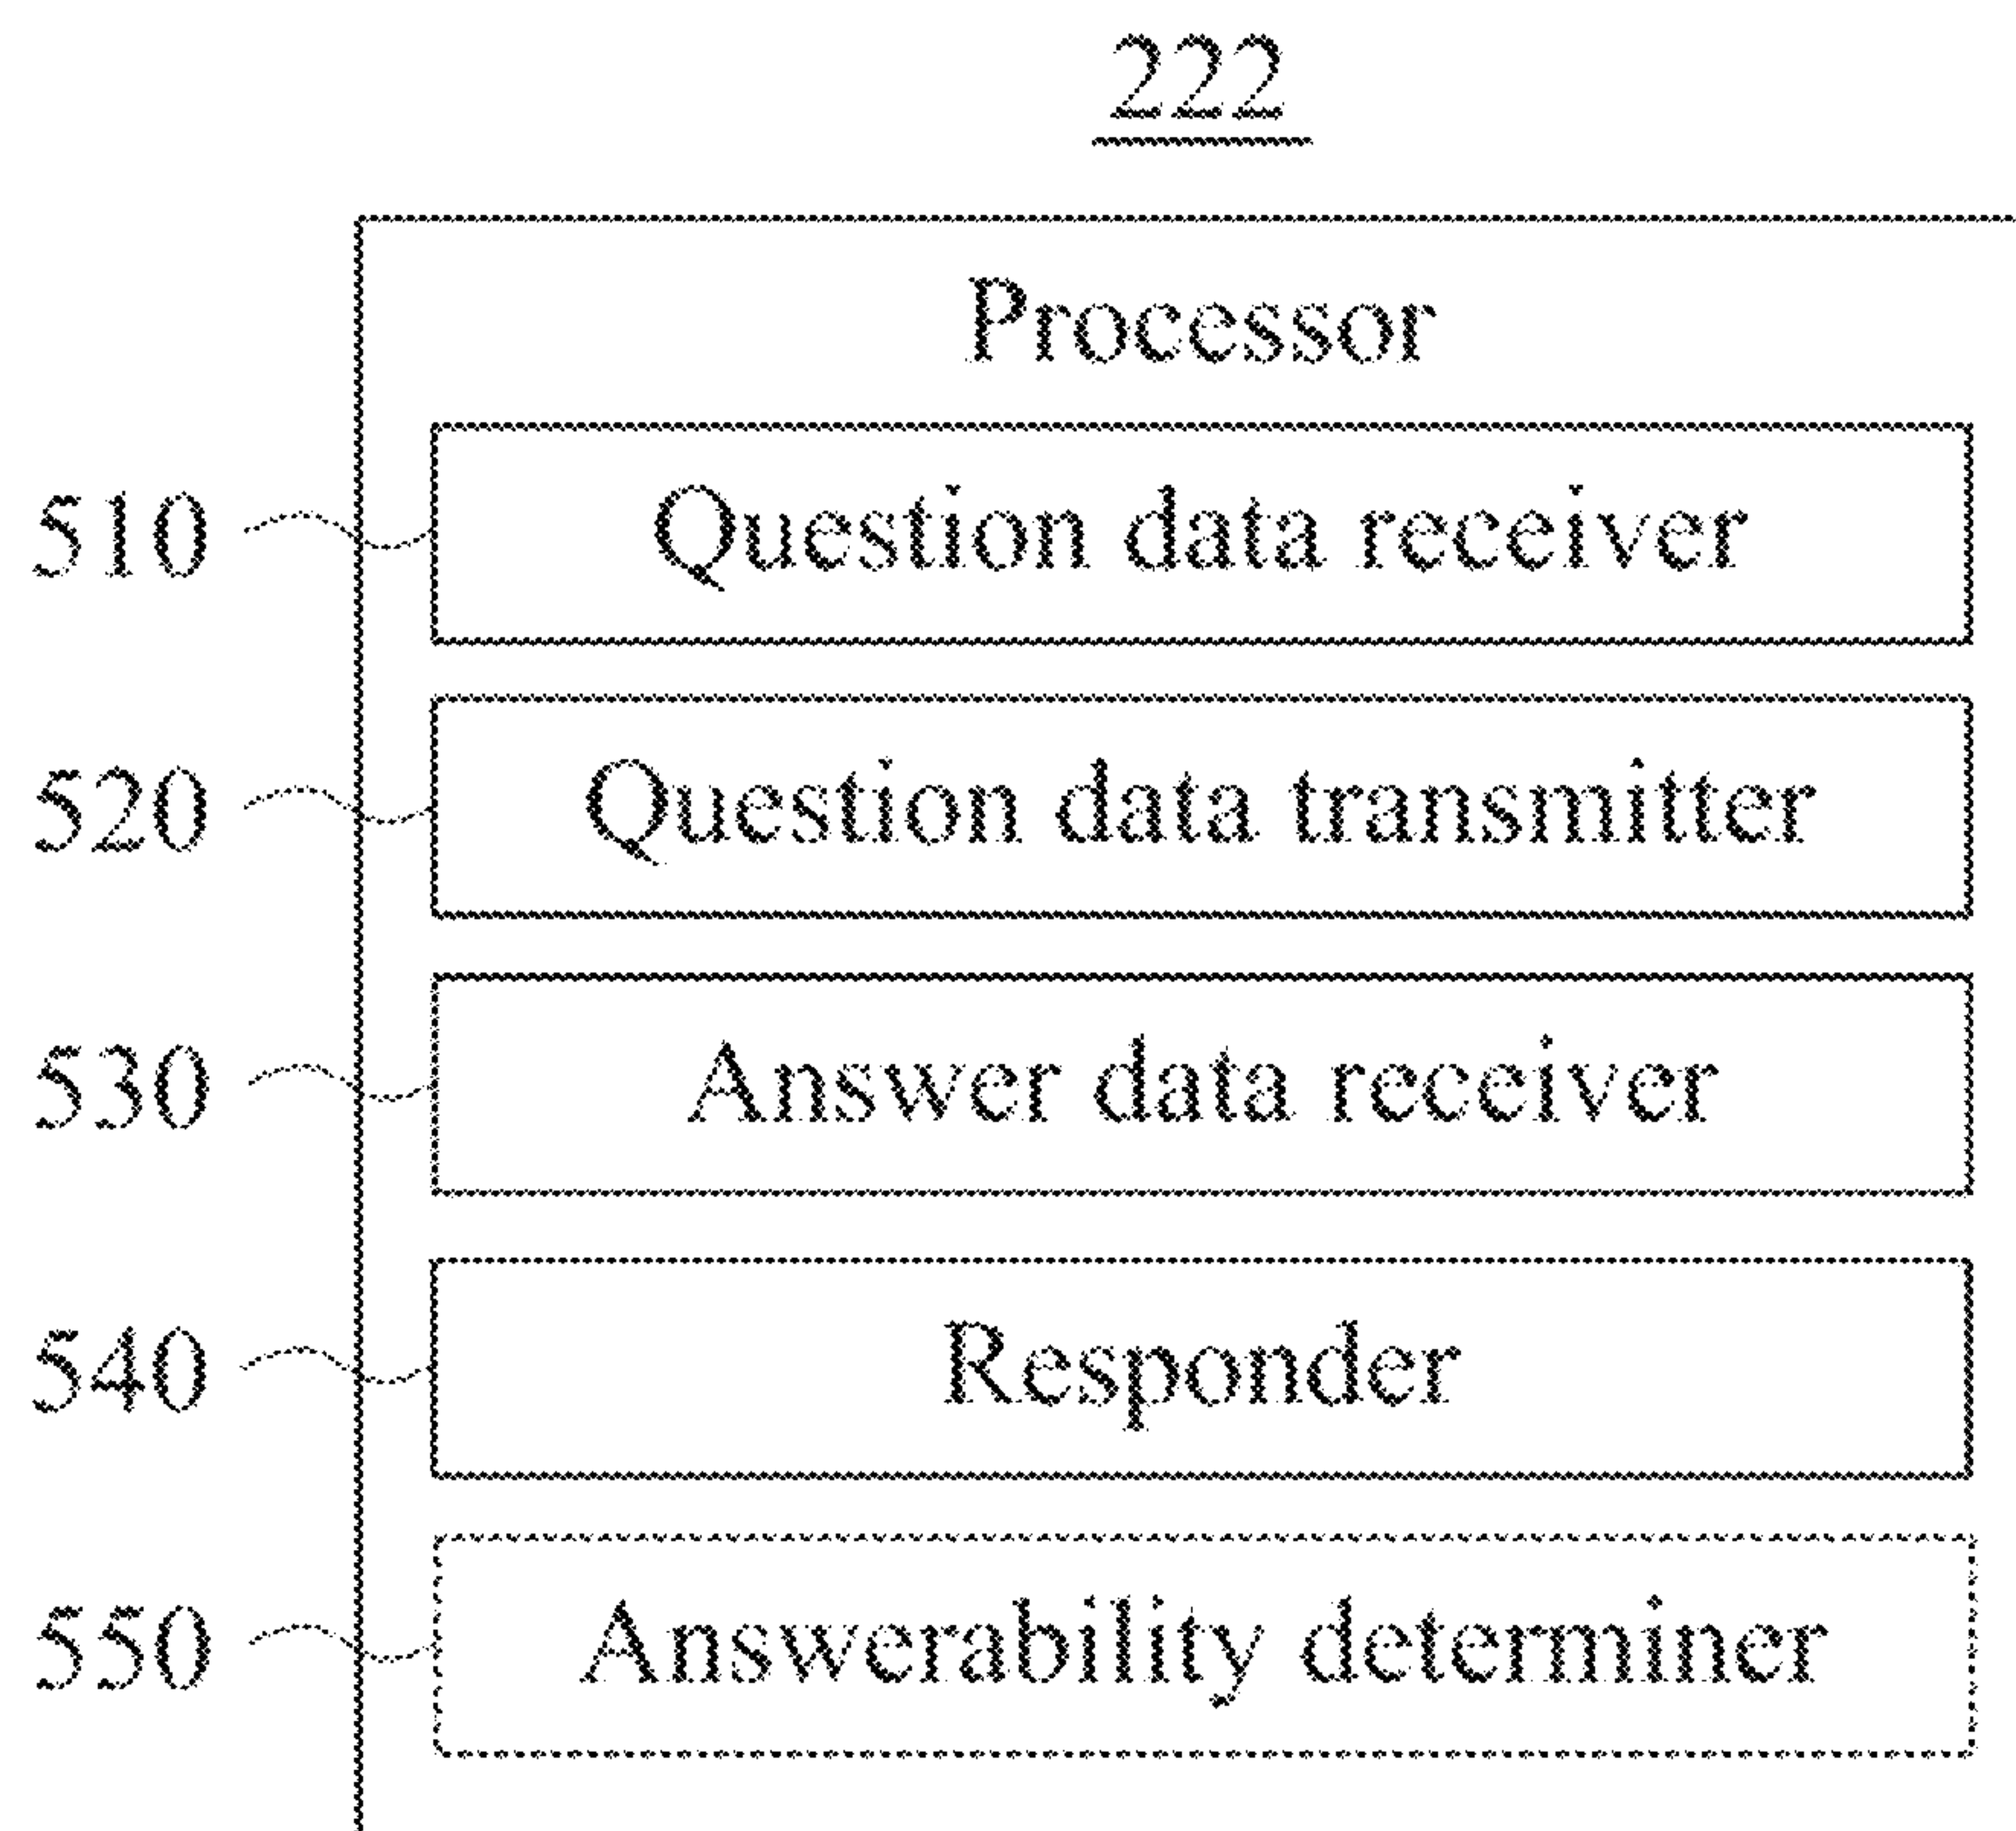 222
Processor
510 Question data receiver
520 Question data transmitter
530 Answer data receiver
540 Responder
550 Answerability determiner